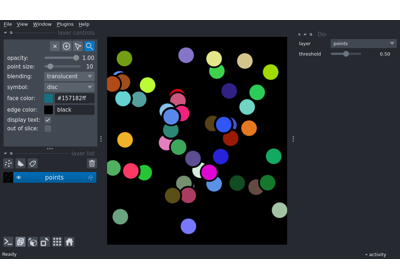 File View Window Plugins Help
layer controls
opacity: 1.00
point size: 10
blending: translucent
symbol: disc
face color: #157182ff
edge color: black
display text:
out of slice:
layer list
points
layer points
threshold 0.50
Ready
activity